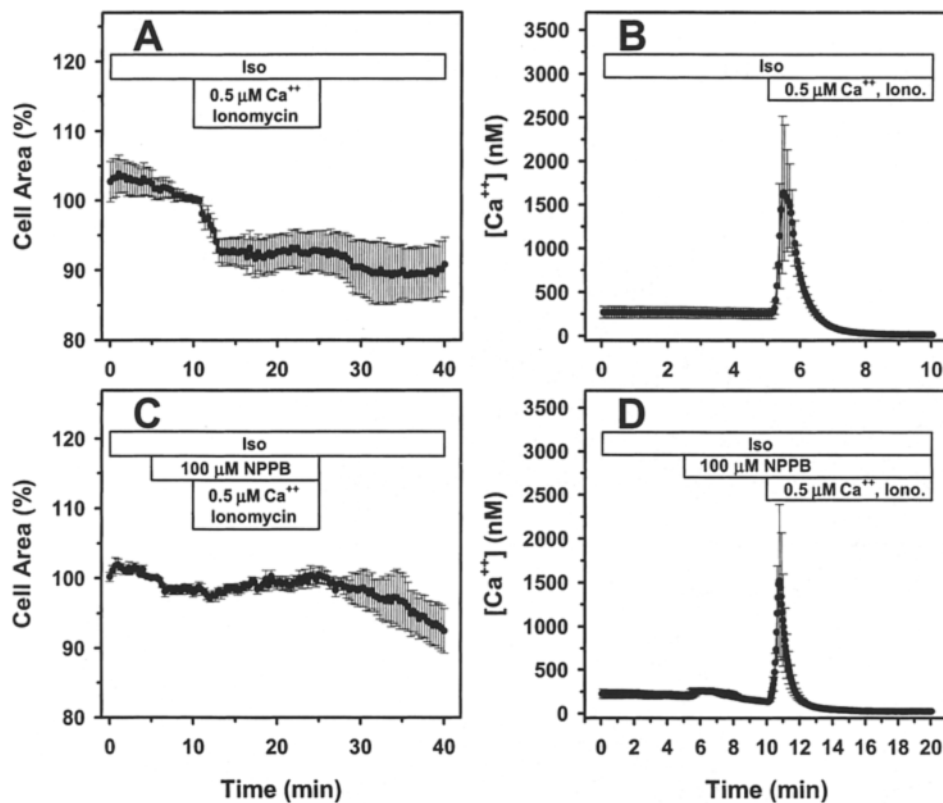 A
120
110
100
90
80
Cell Area (%)
Iso
0.5 μM Ca++
Ionomycin
0 10 20 30 40
B
3500
3000
2500
2000
1500
1000
500
0
[Ca++] (nM)
Iso
0.5 μM Ca++, Iono.
0 2 4 6 8 10
C
120
110
100
90
80
Cell Area (%)
Iso
100 μM NPPB
0.5 μM Ca++
Ionomycin
0 10 20 30 40
Time (min)
D
3500
3000
2500
2000
1500
1000
500
0
[Ca++] (nM)
Iso
100 μM NPPB
0.5 μM Ca++, Iono.
0 2 4 6 8 10 12 14 16 18 20
Time (min)